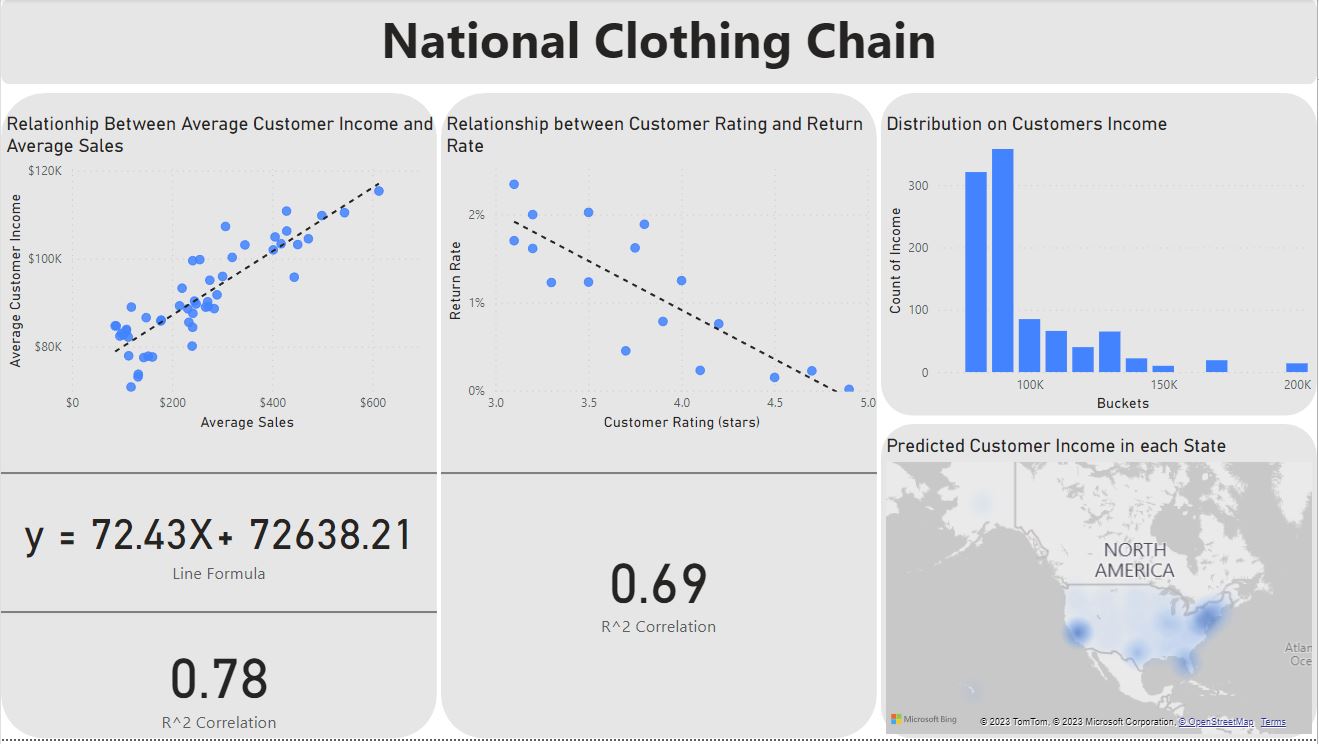 National Clothing Chain
Relationhip Between Average Customer Income and
Average Sales
$120K
$100K
$80K
Average Customer Income
$0
$200
$400
$600
Average Sales
y = 72.43X+ 72638.21
Line Formula
0.78
R^2 Correlation
Relationship between Customer Rating and Return
Rate
2%
1%
0%
Return Rate
3.0
3.5
4.0
4.5
5.0
Customer Rating (stars)
0.69
R^2 Correlation
Distribution on Customers Income
300
200
100
0
Count of Income
100K
150K
200K
Buckets
Predicted Customer Income in each State
NORTH
AMERICA
Atlan
Oce
Microsoft Bing
© 2023 TomTom, © 2023 Microsoft Corporation, © OpenStreetMap Terms